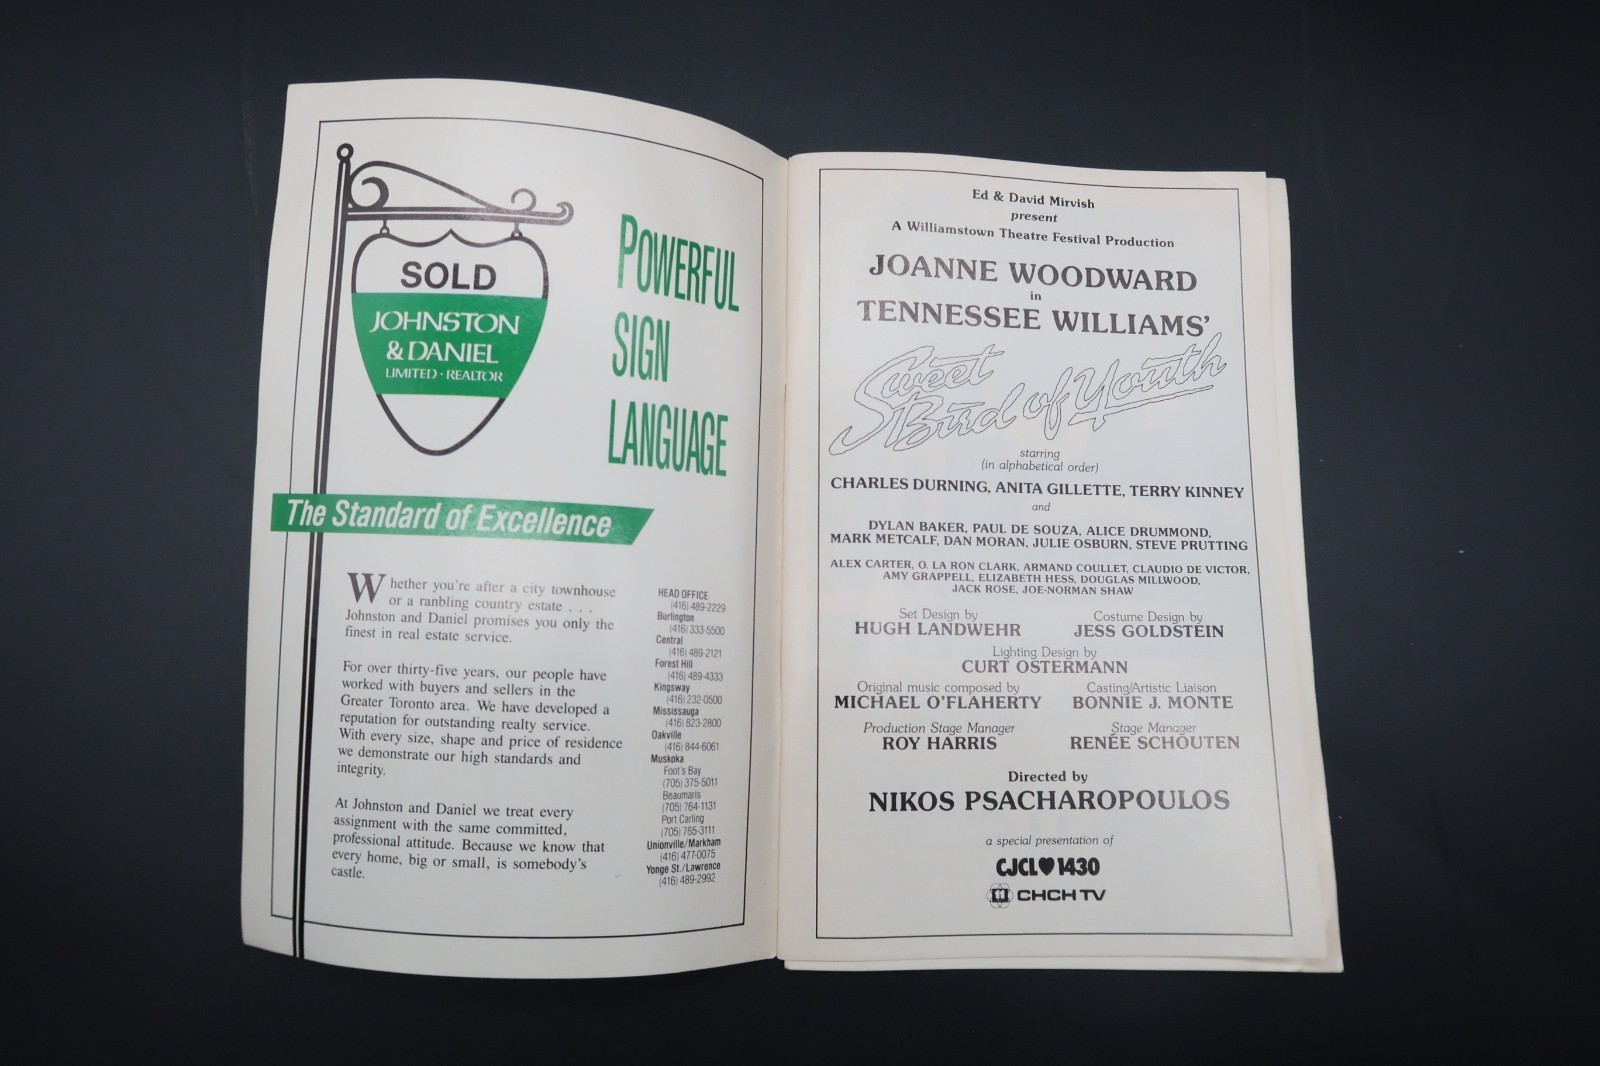 SOLD
JOHNSTON
& DANIEL
LIMITED · REALTOR
POWERFUL
SIGN
LANGUAGE
The Standard of Excellence
Whether you're after a city townhouse
or a ranbling country estate . . .
Johnston and Daniel promises you only the
finest in real estate service.
For over thirty-five years, our people have
worked with buyers and sellers in the
Greater Toronto area. We have developed a
reputation for outstanding realty service.
With every size, shape and price of residence
we demonstrate our high standards and
integrity.
At Johnston and Daniel we treat every
assignment with the same committed,
professional attitude. Because we know that
every home, big or small, is somebody's
castle.
HEAD OFFICE
(416) 489-2229
Burlington
(416) 333-5500
Central
(416) 489-2121
Forest Hill
(416) 489-4333
Kingsway
(416) 232-0500
Mississauga
(416) 823-2800
Oakville
(416) 844-6061
Muskoka
Foot's Bay
(705) 375-5011
Beaumaris
(705) 764-1131
Port Carling
(705) 765-3111
Unionville/Markham
(416) 477-0075
Yonge St./Lawrence
(416) 489-2992
Ed & David Mirvish
present
A Williamstown Theatre Festival Production
JOANNE WOODWARD
in
TENNESSEE WILLIAMS'
Sweet
Bird of Youth
starring
(in alphabetical order)
CHARLES DURNING, ANITA GILLETTE, TERRY KINNEY
and
DYLAN BAKER, PAUL DE SOUZA, ALICE DRUMMOND,
MARK METCALF, DAN MORAN, JULIE OSBURN, STEVE PRUTTING
ALEX CARTER, O. LA RON CLARK, ARMAND COULLET, CLAUDIO DE VICTOR,
AMY GRAPPELL, ELIZABETH HESS, DOUGLAS MILLWOOD,
JACK ROSE, JOE-NORMAN SHAW
Set Design by
HUGH LANDWEHR
Costume Design by
JESS GOLDSTEIN
Lighting Design by
CURT OSTERMANN
Original music composed by
MICHAEL O'FLAHERTY
Casting/Artistic Liaison
BONNIE J. MONTE
Production Stage Manager
ROY HARRIS
Stage Manager
RENÉE SCHOUTEN
Directed by
NIKOS PSACHAROPOULOS
a special presentation of
CJCL 1430
CHCH TV